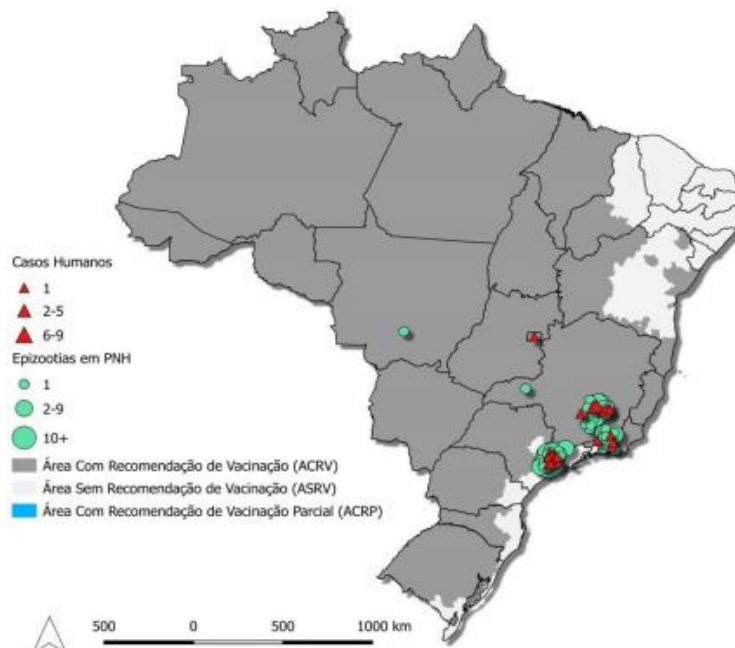 Casos Humanos
1
2-5
6-9
Epizootias em PNH
1
2-9
10+
Área Com Recomendação de Vacinação (ACRV)
Área Sem Recomendação de Vacinação (ASRV)
Área Com Recomendação de Vacinação Parcial (ACRP)
500 0 500 1000 km